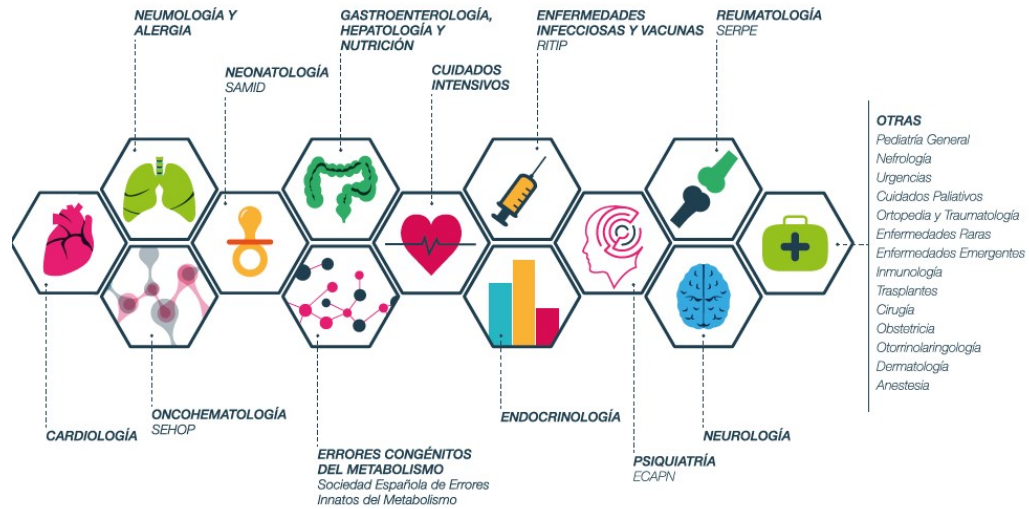 NEUMOLOGÍA Y
ALERGIA
NEONATOLOGÍA
SAMID
GASTROENTEROLOGÍA,
HEPATOLOGÍA Y
NUTRICIÓN
CUIDADOS
INTENSIVOS
ENFERMEDADES
INFECCIOSAS Y VACUNAS
RITIP
REUMATOLOGÍA
SERPE
OTRAS
Pediatría General
Nefrología
Urgencias
Cuidados Paliativos
Ortopedia y Traumatología
Enfermedades Raras
Enfermedades Emergentes
Inmunología
Trasplantes
Cirugía
Obstetricia
Otorrinolaringología
Dermatología
Anestesia
CARDIOLOGÍA
ONCOHEMATOLOGÍA
SEHOP
ERRORES CONGÉNITOS
DEL METABOLISMO
Sociedad Española de Errores
Innatos del Metabolismo
ENDOCRINOLOGÍA
PSIQUIATRÍA
ECAPN
NEUROLOGÍA